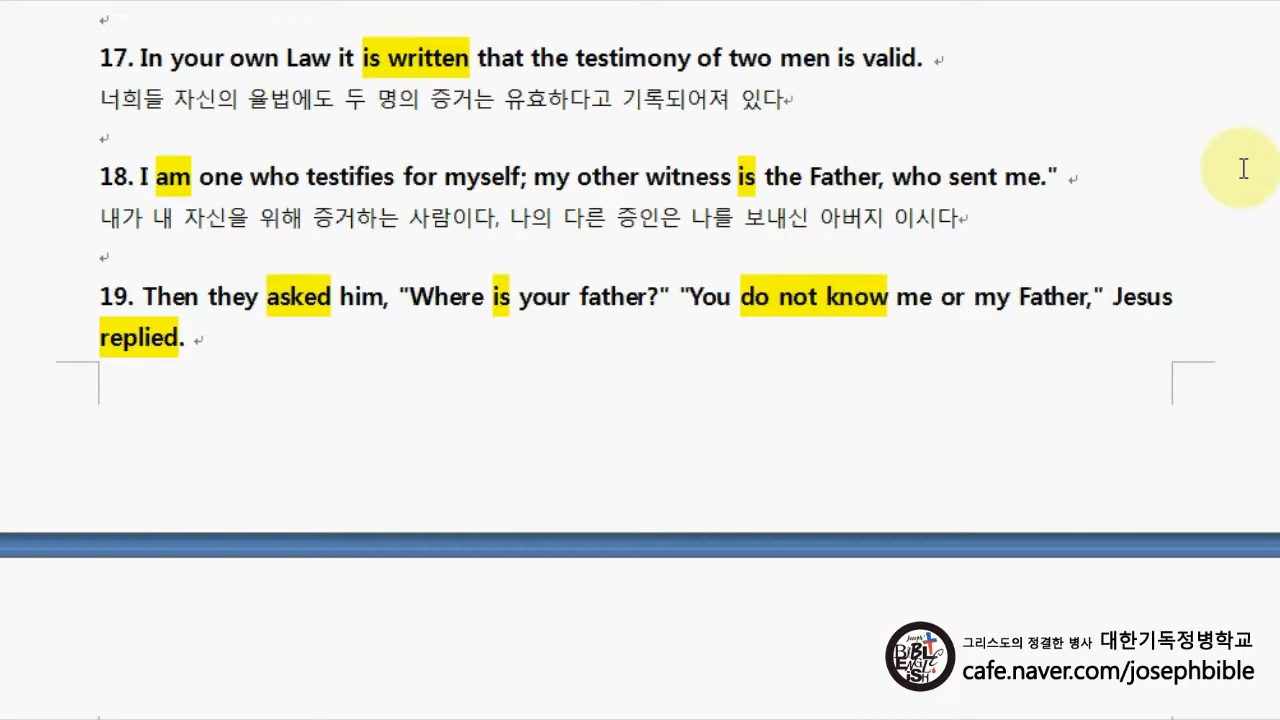 17. In your own Law it is written that the testimony of two men is valid.
너희들 자신의 율법에도 두 명의 증거는 유효하다고 기록되어져 있다
18. I am one who testifies for myself; my other witness is the Father, who sent me."
내가 내 자신을 위해 증거하는 사람이다, 나의 다른 증인은 나를 보내신 아버지 이시다
19. Then they asked him, "Where is your father?" "You do not know me or my Father," Jesus
replied.
Joseph'
BIBLE
ENGLISH
그리스도의 정결한 병사 대한기독정병학교
cafe.naver.com/josephbible